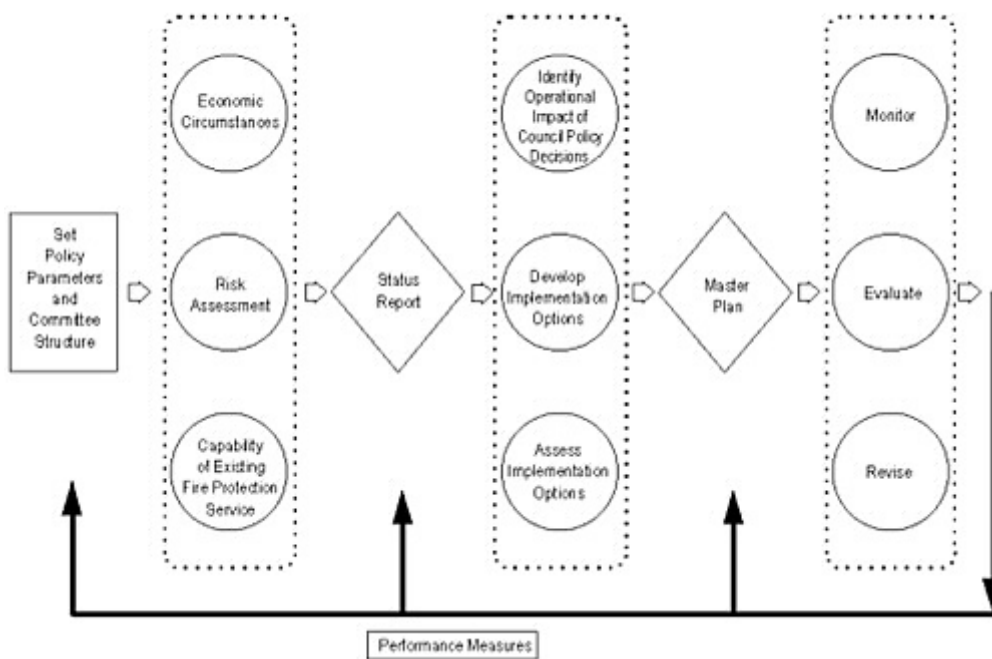 Set
Policy
Parameters
and
Committee
Structure
Economic
Circumstances
Risk
Assessment
Capability
of Existing
Fire Protection
Service
Status
Report
Identify
Operational
Impact of
Council Policy
Decisions
Develop
Implementation
Options
Assess
Implementation
Options
Master
Plan
Monitor
Evaluate
Revise
Performance Measures